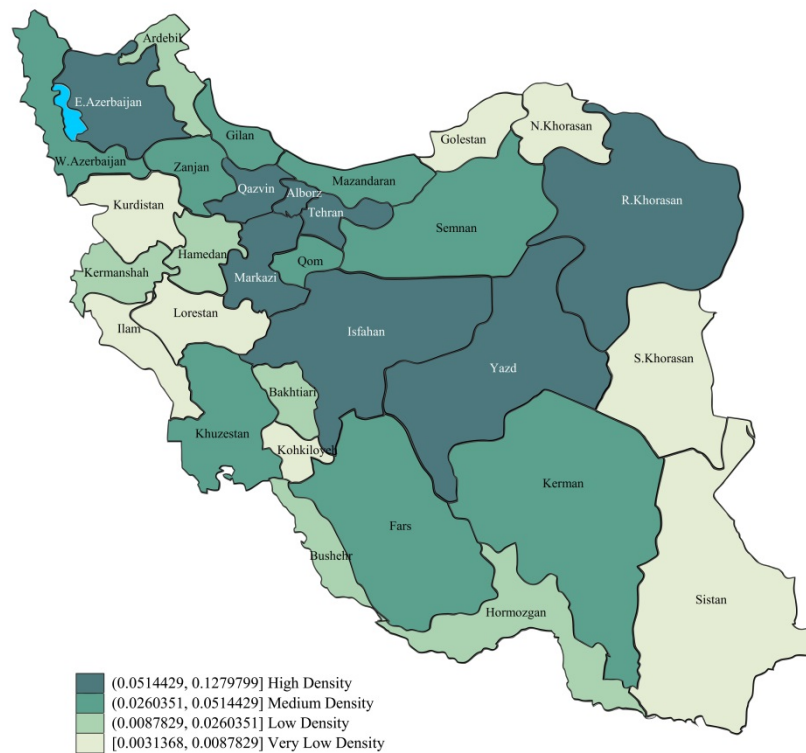 Ardebil
E.Azerbaijan
Golestan
N.Khorasan
Gilan
W.Azerbaijan
Zanjan
Mazandaran
Qazvin
Alborz
R.Khorasan
Kurdistan
Tehran
Semnan
Hamedan
Qom
Kermanshah
Markazi
Lorestan
Ilam
Isfahan
S.Khorasan
Yazd
Bakhtiari
Khuzestan
Kohkiloyeh
Kerman
Fars
Bushehr
Sistan
Hormozgan
(0.0514429, 0.1279799] High Density
(0.0260351, 0.0514429] Medium Density
(0.0087829, 0.0260351] Low Density
[0.0031368, 0.0087829] Very Low Density